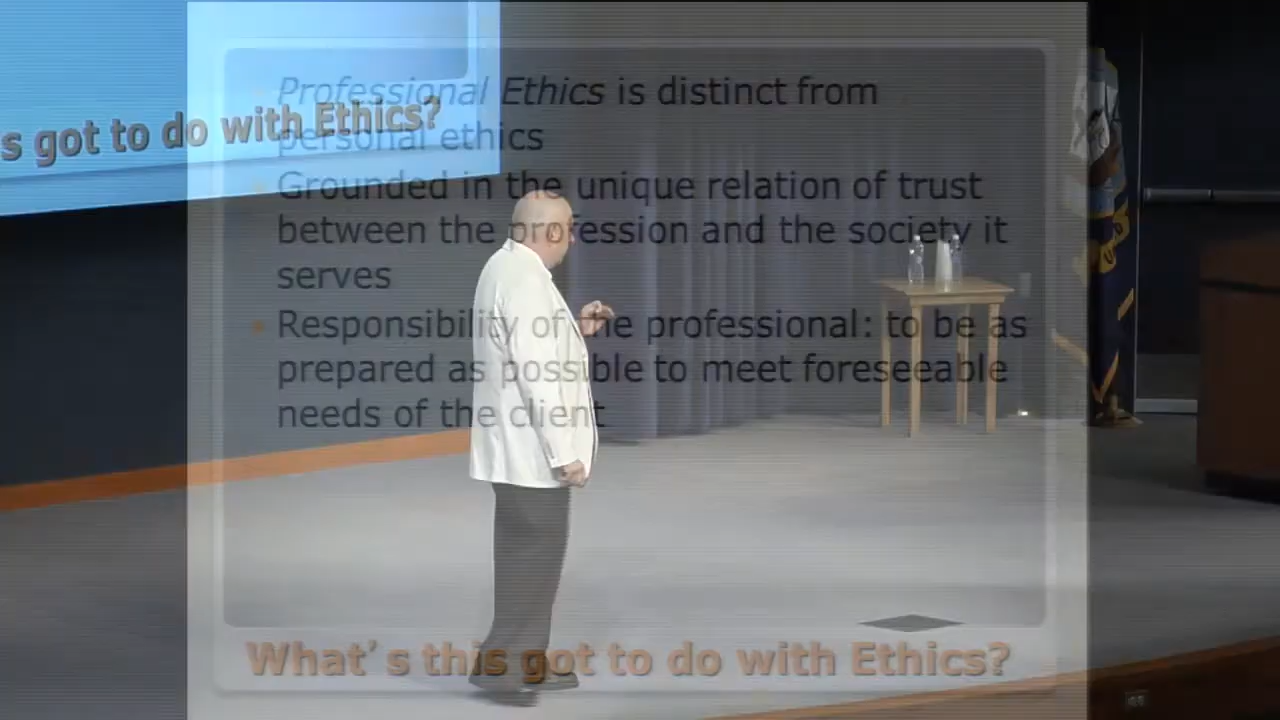 Professional Ethics is distinct from
personal ethics
Grounded in the unique relation of trust
between the profession and the society it
serves
Responsibility of the professional: to be as
prepared as possible to meet foreseeable
needs of the client
What's this got to do with Ethics?
s got to do with Ethics?